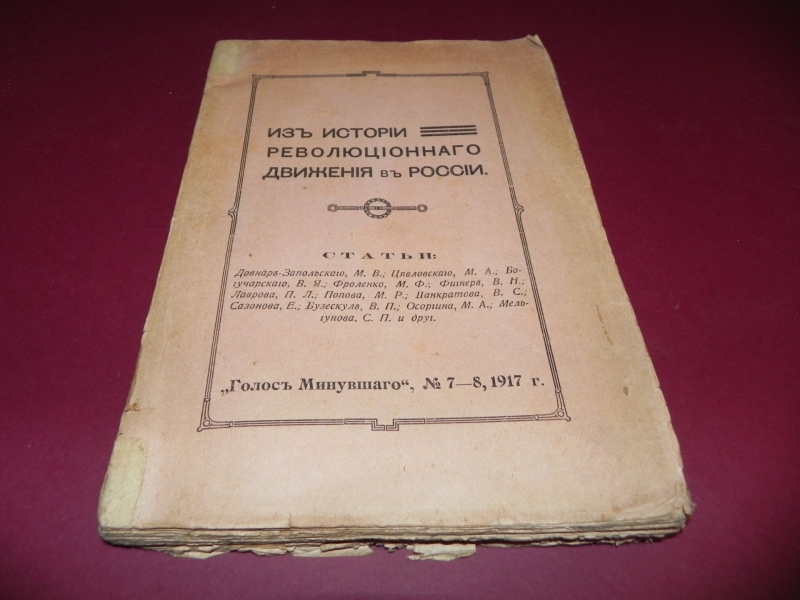 ИЗЪ ИСТОРІИ
РЕВОЛЮЦІОННАГО
ДВИЖЕНІЯ въ РОССІИ.
СТАТЬИ:
Довнаръ-Запольскаго, М. В.; Цявловскаго, М. А.; Бо-
гучарскаго, В. Я.; Фроленко, М. Ф.; Фигнеръ, В. Н.;
Лаврова, П. Л.; Попова, М. Р.; Панкратова, В. С.;
Сазонова, Е.; Бузескулъ, В. П.; Осоргина, М. А.; Мель-
гунова, С. П. и друг.
„Голосъ Минувшаго“, № 7—8, 1917 г.